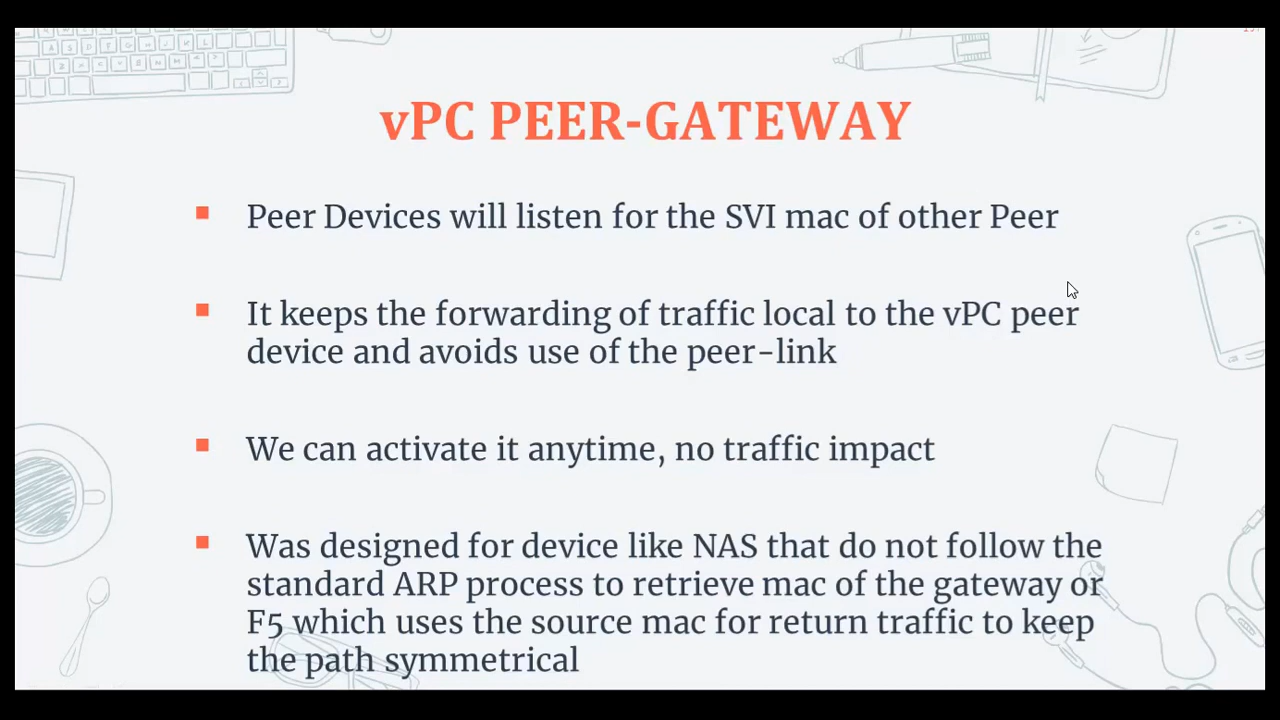 vPC PEER-GATEWAY
Peer Devices will listen for the SVI mac of other Peer
It keeps the forwarding of traffic local to the vPC peer
device and avoids use of the peer-link
We can activate it anytime, no traffic impact
Was designed for device like NAS that do not follow the
standard ARP process to retrieve mac of the gateway or
F5 which uses the source mac for return traffic to keep
the path symmetrical